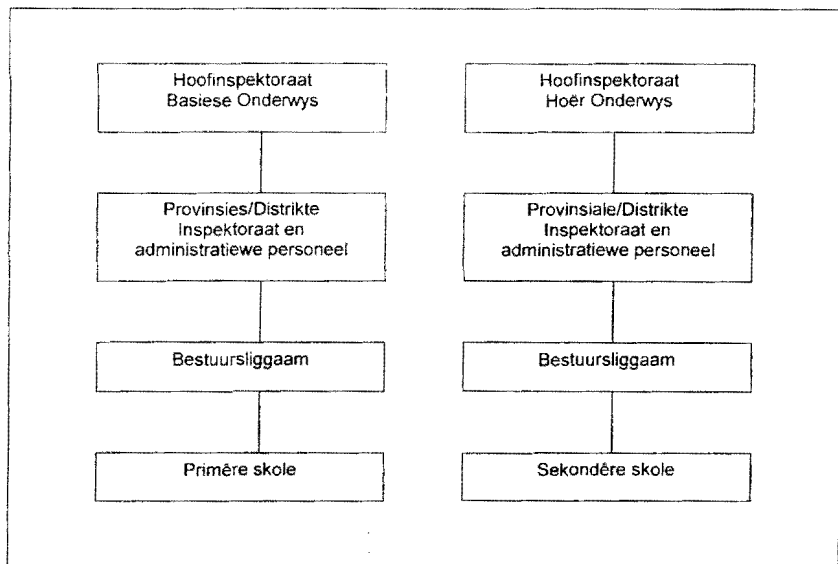 Hoofinspektoraat
Basiese Onderwys
Provinsies/Distrikte
Inspektoraat en
administratiewe personeel
Bestuursliggaam
Primêre skole
Hoofinspektoraat
Hoër Onderwys
Provinsiale/Distrikte
Inspektoraat en
administratiewe personeel
Bestuursliggaam
Sekondêre skole